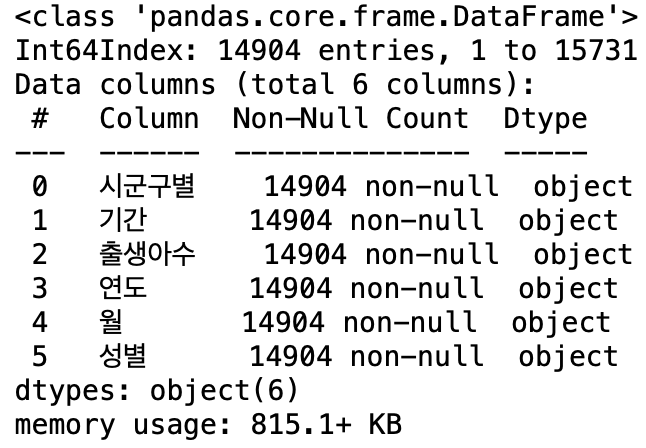 <class 'pandas.core.frame.DataFrame'>
Int64Index: 14904 entries, 1 to 15731
Data columns (total 6 columns):
 #   Column  Non-Null Count  Dtype
---  ------  --------------  -----
 0   시군구별    14904 non-null  object
 1   기간      14904 non-null  object
 2   출생아수    14904 non-null  object
 3   연도      14904 non-null  object
 4   월       14904 non-null  object
 5   성별      14904 non-null  object
dtypes: object(6)
memory usage: 815.1+ KB